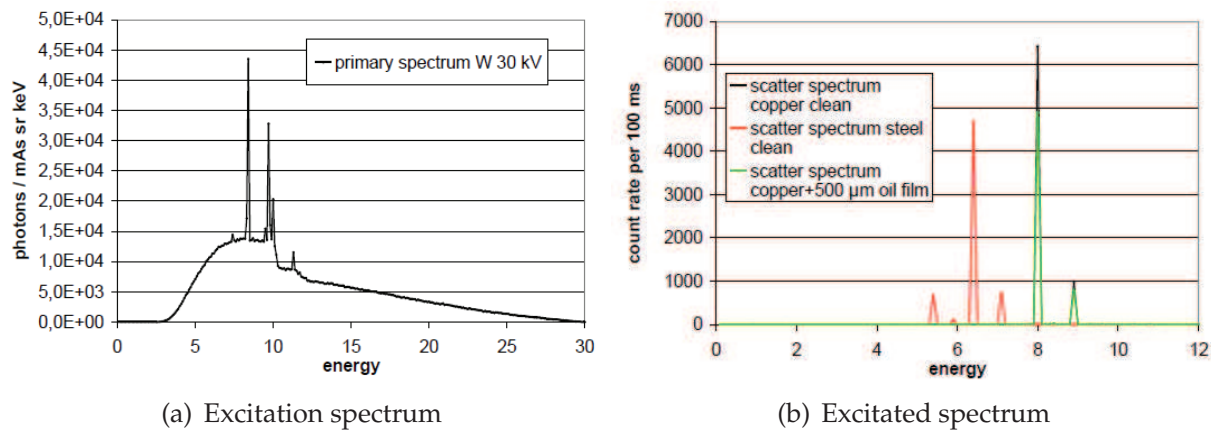 5,0E+04
4,5E+04
4,0E+04
3,5E+04
3,0E+04
2,5E+04
2,0E+04
1,5E+04
1,0E+04
5,0E+03
0,0E+00
photons / mAs sr keV
primary spectrum W 30 kV
0 5 10 15 20 25 30
energy
(a) Excitation spectrum
7000
6000
5000
4000
3000
2000
1000
0
count rate per 100 ms
scatter spectrum
copper clean
scatter spectrum steel
clean
scatter spectrum
copper+500 µm oil film
0 2 4 6 8 10 12
energy
(b) Excitated spectrum